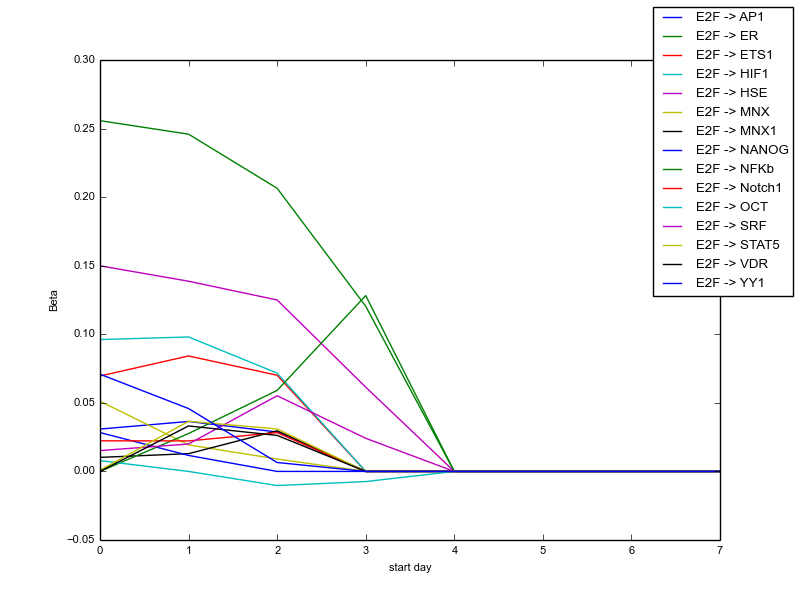 E2F -> AP1
E2F -> ER
E2F -> ETS1
E2F -> HIF1
E2F -> HSE
E2F -> MNX
E2F -> MNX1
E2F -> NANOG
E2F -> NFKb
E2F -> Notch1
E2F -> OCT
E2F -> SRF
E2F -> STAT5
E2F -> VDR
E2F -> YY1
0.30
0.25
0.20
0.15
0.10
0.05
0.00
−0.05
Beta
0 1 2 3 4 5 6 7
start day